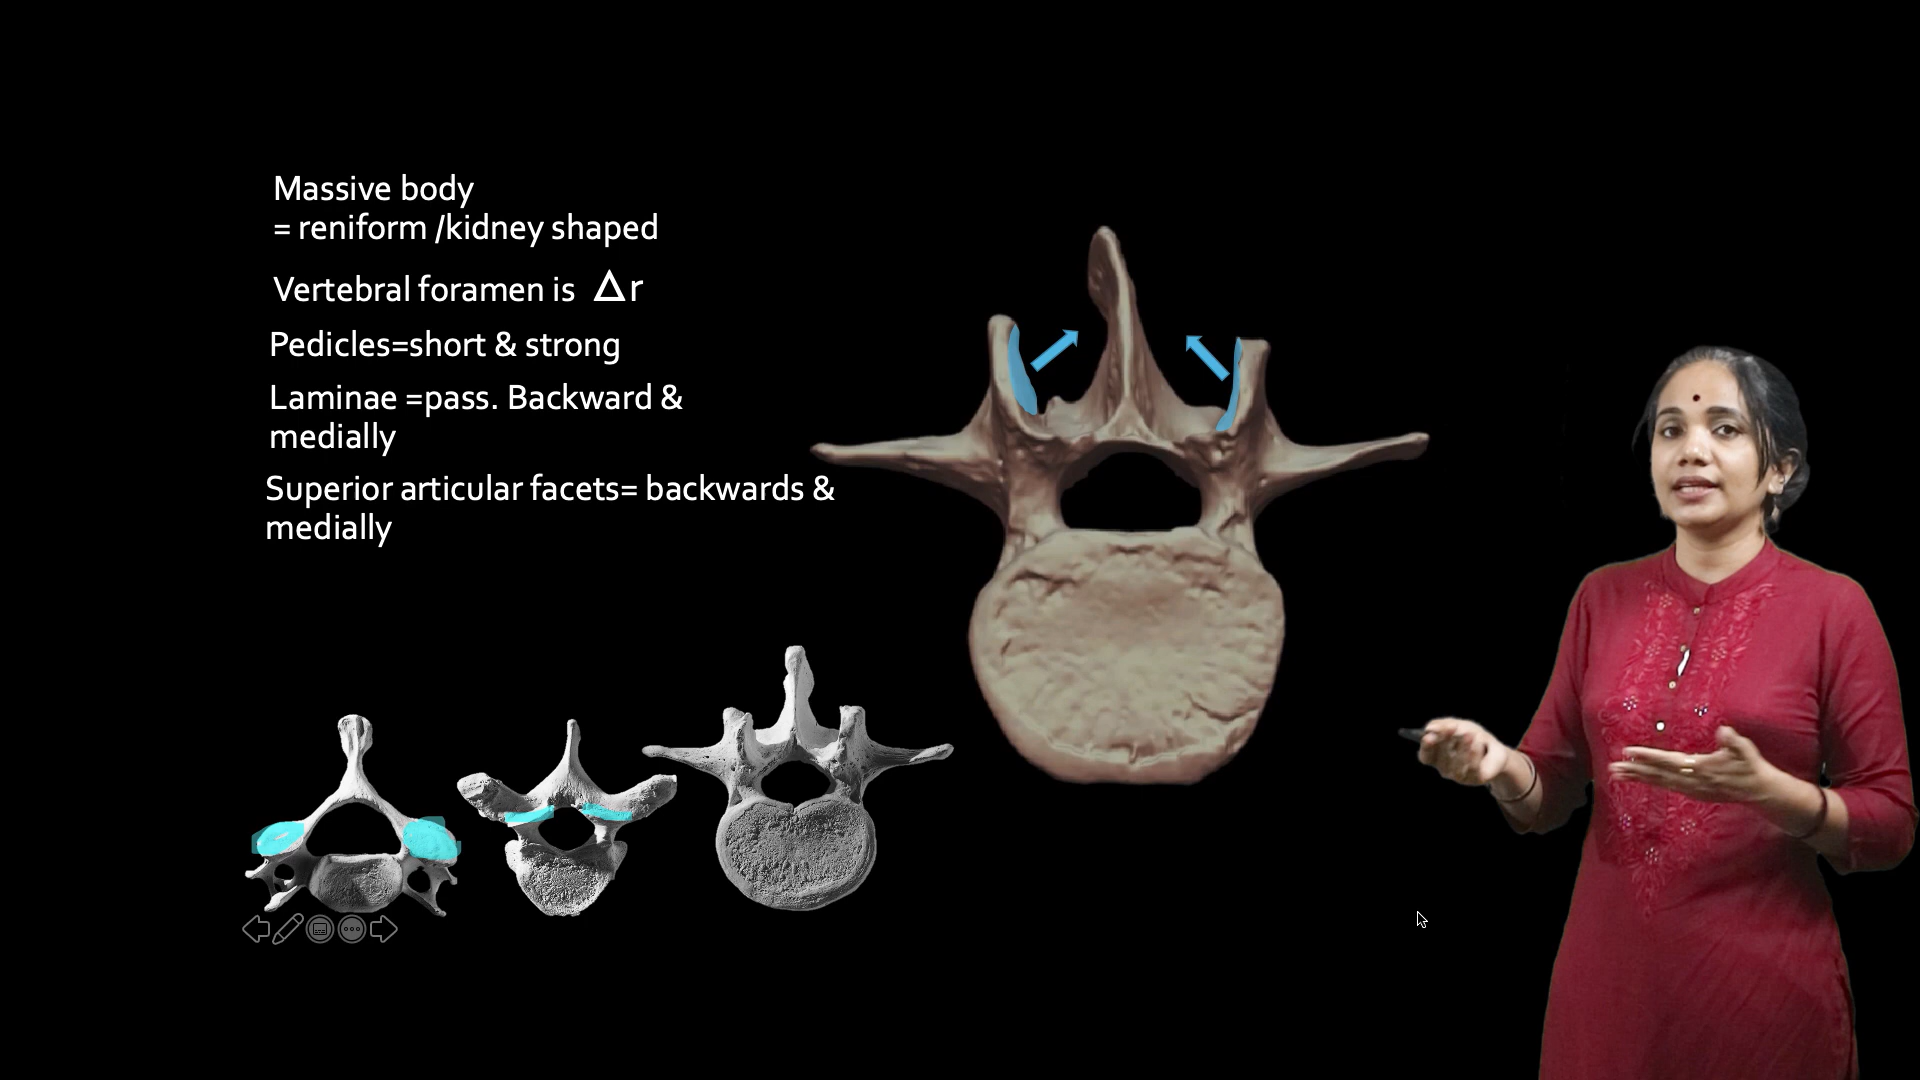 Massive body
= reniform /kidney shaped
Vertebral foramen is Δr
Pedicles=short & strong
Laminae =pass. Backward &
medially
Superior articular facets= backwards &
medially